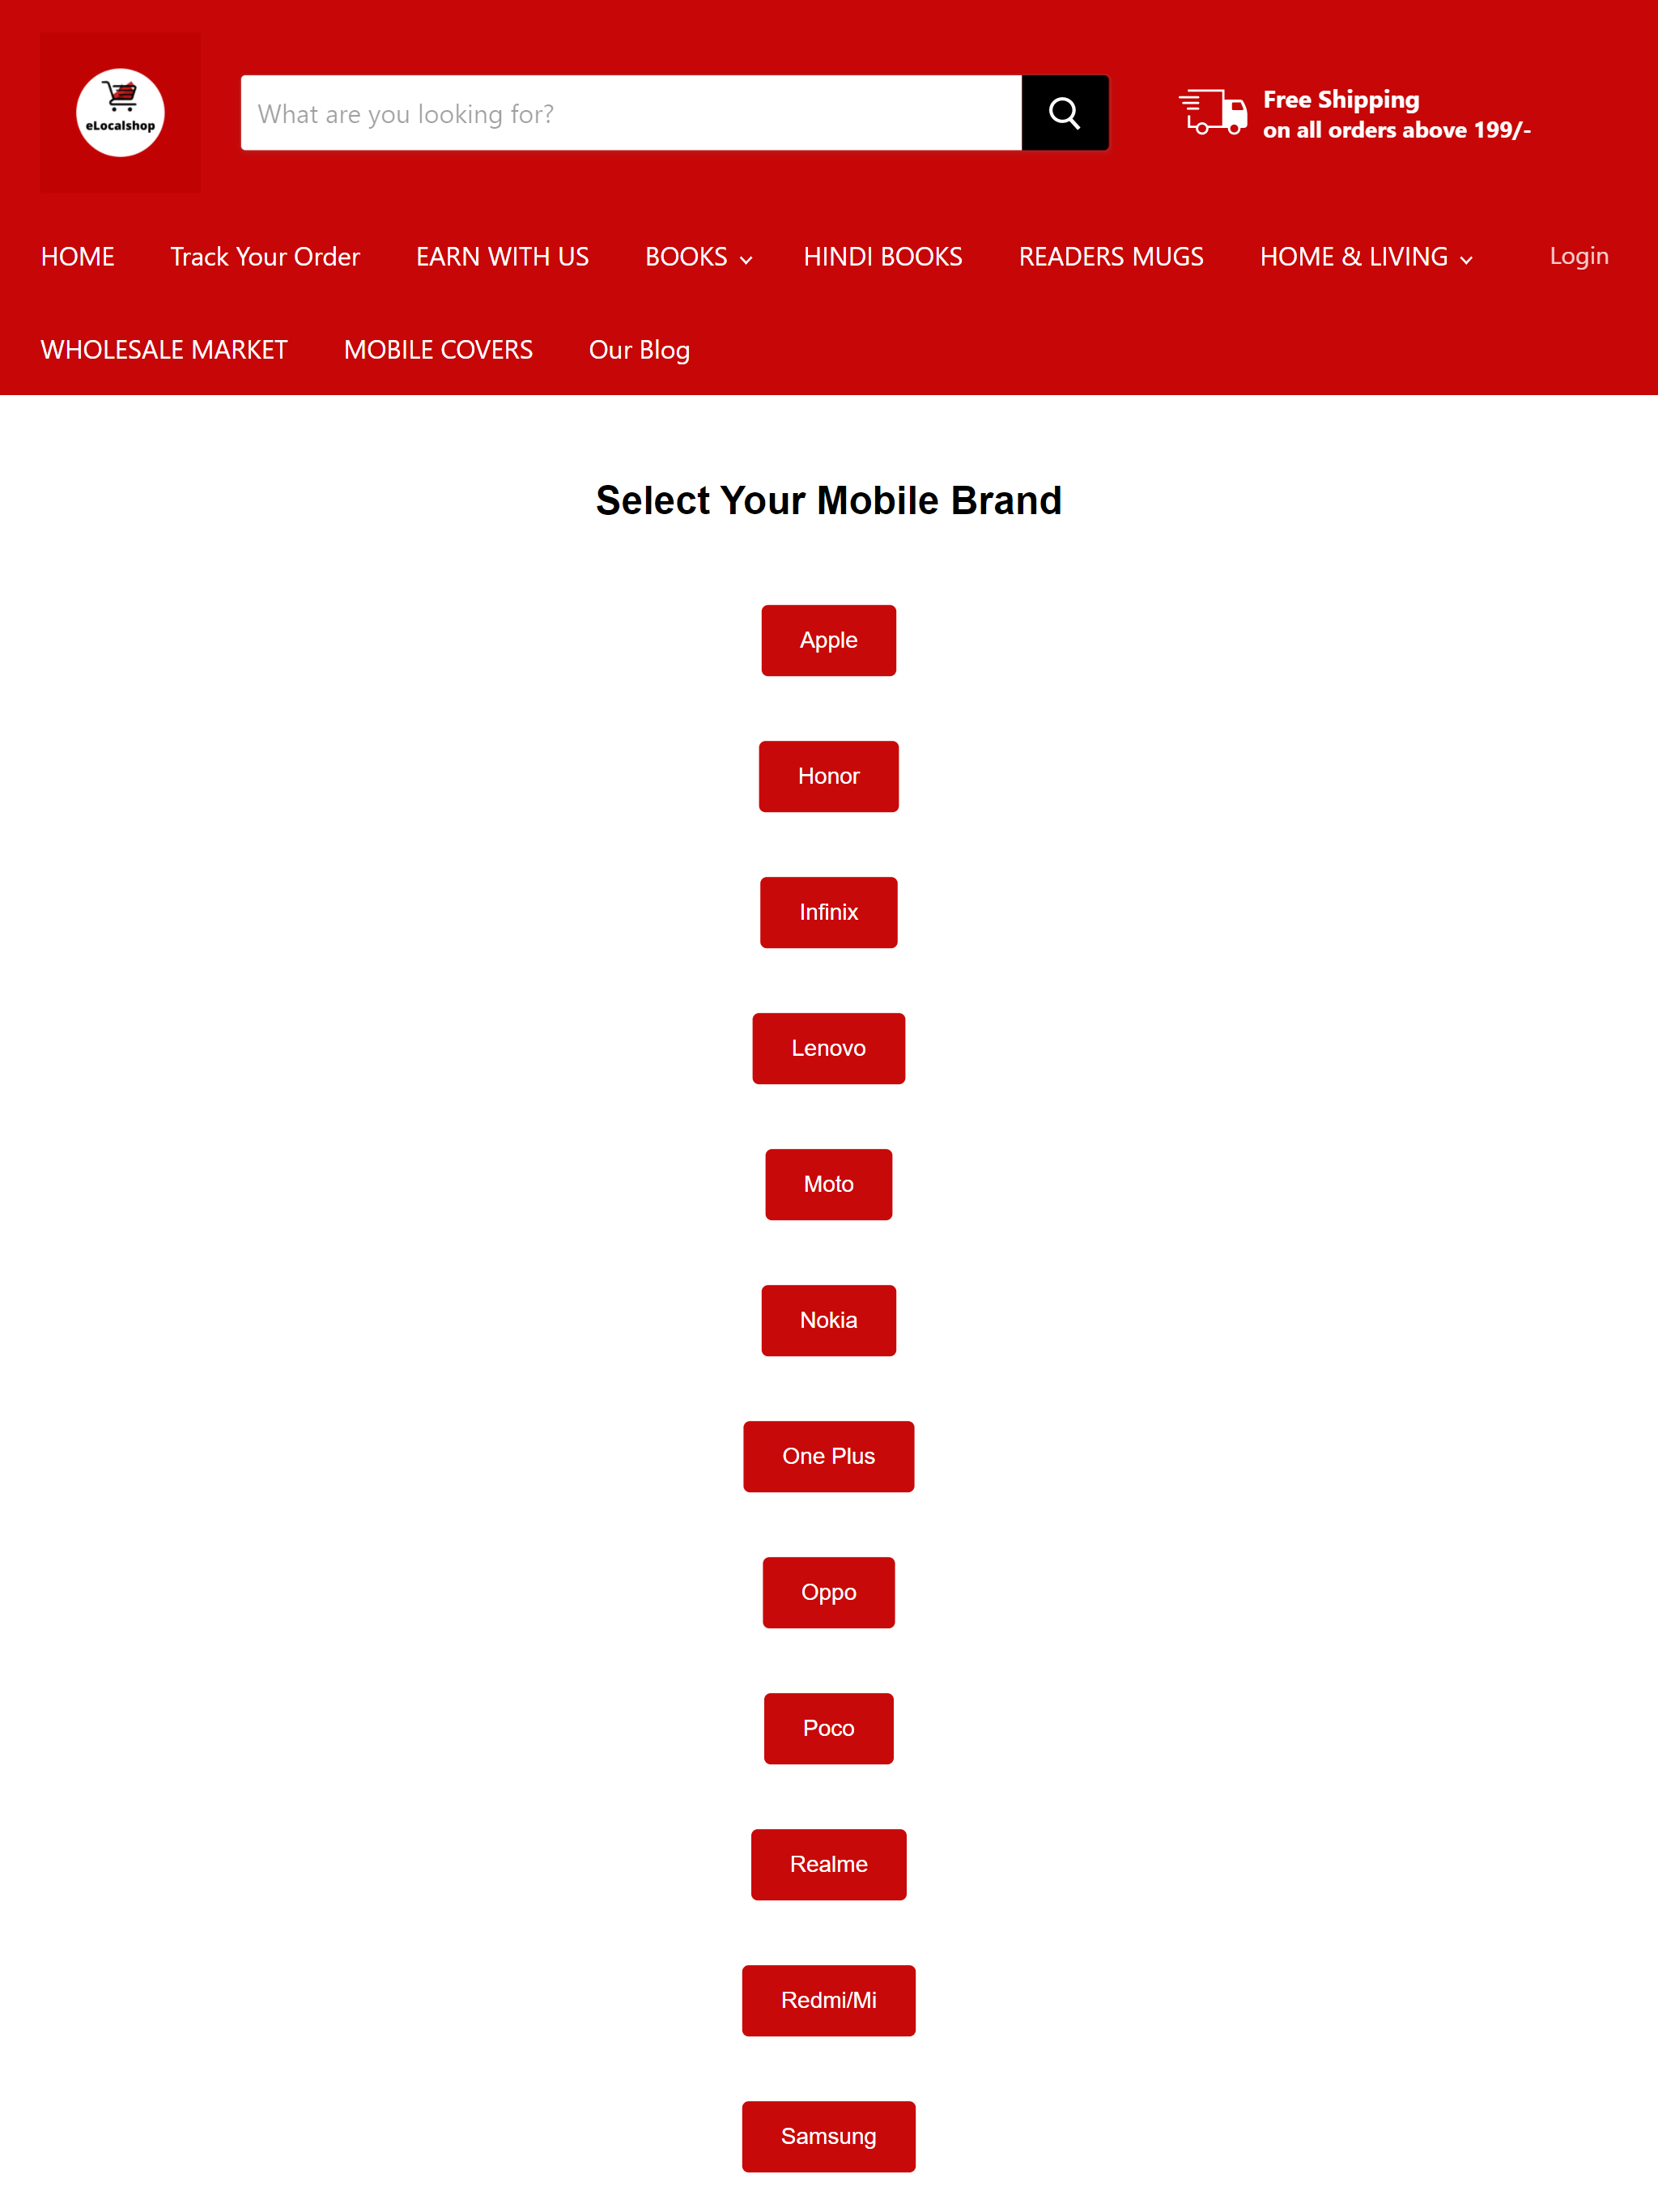 eLocalshop
What are you looking for?
Free Shipping
on all orders above 199/-
HOME Track Your Order EARN WITH US BOOKS HINDI BOOKS READERS MUGS HOME & LIVING Login
WHOLESALE MARKET MOBILE COVERS Our Blog
Select Your Mobile Brand
Apple
Honor
Infinix
Lenovo
Moto
Nokia
One Plus
Oppo
Poco
Realme
Redmi/Mi
Samsung